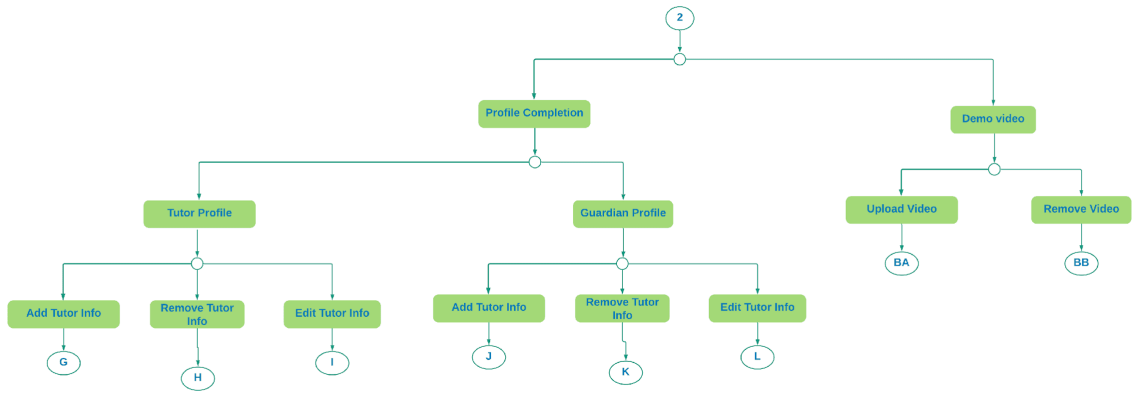 2
Profile Completion
Demo video
Tutor Profile
Guardian Profile
Upload Video
Remove Video
BA
BB
Add Tutor Info
Remove Tutor
Info
Edit Tutor Info
Add Tutor Info
Remove Tutor
Info
Edit Tutor Info
G
H
I
J
K
L